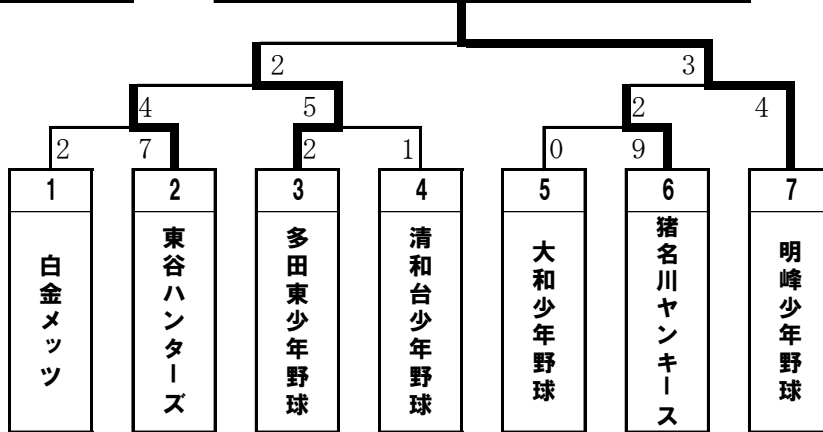 2 3
4 5 2 4
2 7 2 1 0 9
1 2 3 4 5 6 7
白金メッツ
東谷ハンターズ
多田東少年野球
清和台少年野球
大和少年野球
猪名川ヤンキース
明峰少年野球